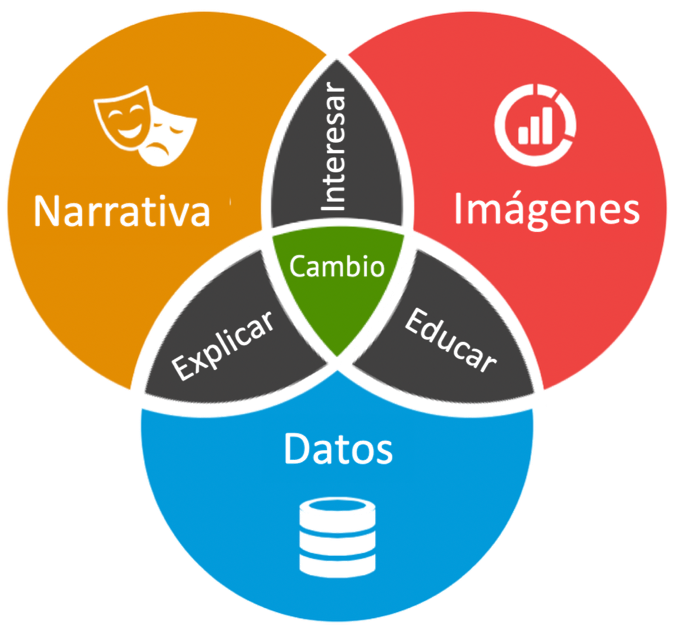 Interesar
Narrativa
Imágenes
Cambio
Explicar
Educar
Datos